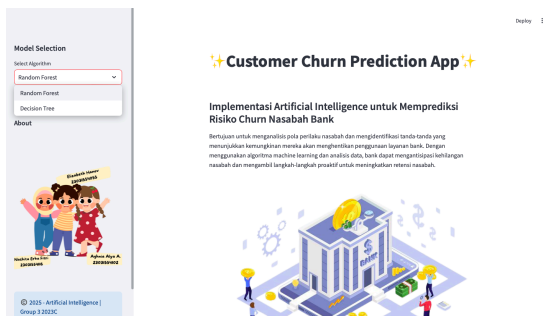 Deploy
Model Selection
Select Algorithm
Random Forest
Random Forest
Decision Tree
About
✨Customer Churn Prediction App✨
Implementasi Artificial Intelligence untuk Memprediksi
Risiko Churn Nasabah Bank
Bertujuan untuk menganalisis pola perilaku nasabah dan mengidentifikasi tanda-tanda yang
menunjukkan kemungkinan mereka akan menghentikan penggunaan layanan bank. Dengan
menggunakan algoritma machine learning dan analisis data, bank dapat mengantisipasi kehilangan
nasabah dan mengambil langkah-langkah proaktif untuk meningkatkan retensi nasabah.
BANK
© 2025 - Artificial Intelligence |
Group 3 2023C